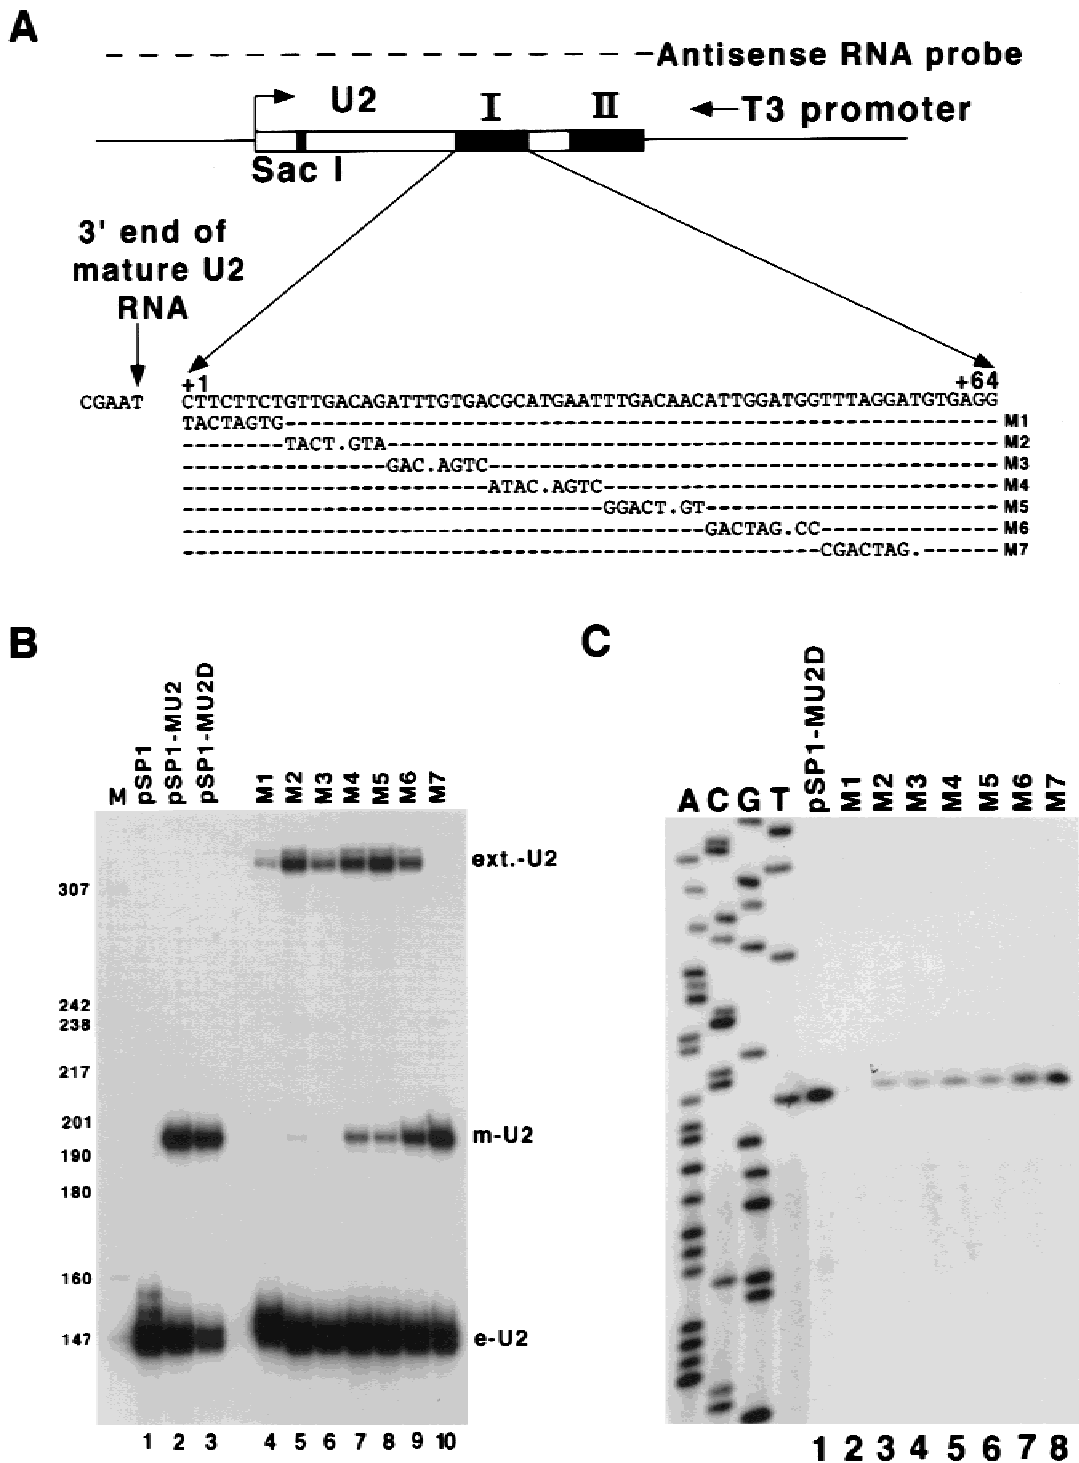 A
Antisense RNA probe
U2 I II T3 promoter
Sac I
3' end of
mature U2
RNA
+1 +64
CGAAT CTTCTTCTGTTGACAGATTTGTGACGCATGAATTTGACAACATTGGATGGTTTAGGATGTGAGG
TACTAGTG M1
TACT.GTA M2
GAC.AGTC M3
ATAC.AGTC M4
GGACT.GT M5
GACTAG.CC M6
CGACTAG. M7
B
M pSP1 pSP1-MU2 pSP1-MU2D M1 M2 M3 M4 M5 M6 M7
ext.-U2
307
242
238
217
201
m-U2
190
180
160
147
e-U2
1 2 3 4 5 6 7 8 9 10
C
A C G T pSP1-MU2D M1 M2 M3 M4 M5 M6 M7
1 2 3 4 5 6 7 8